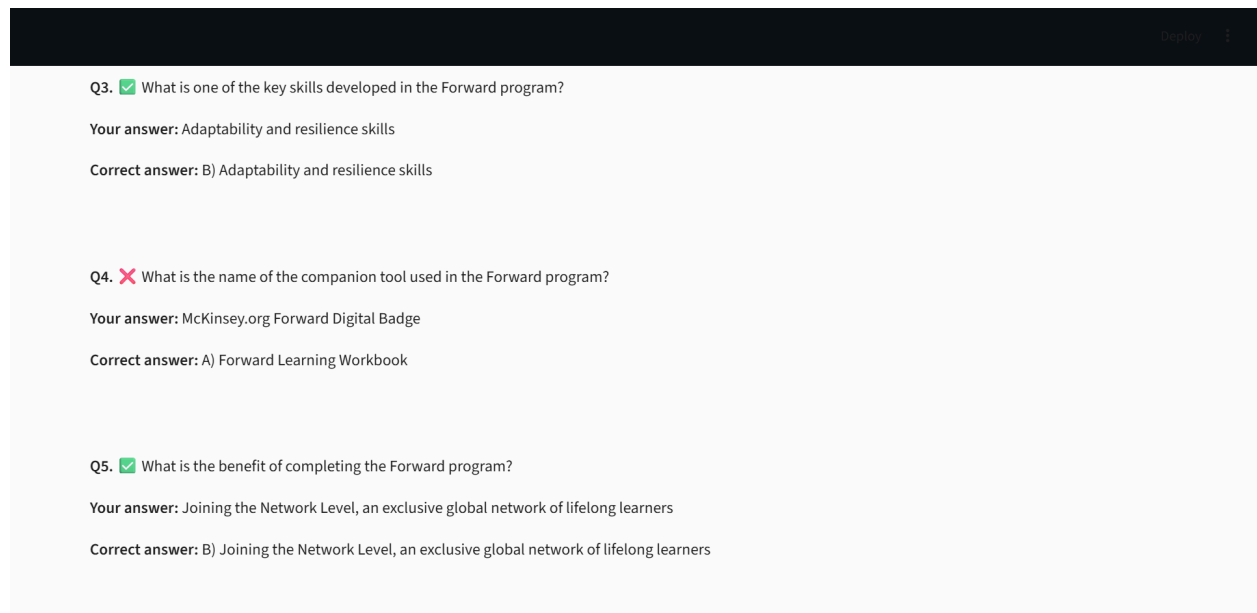 Deploy
Q3. ✅ What is one of the key skills developed in the Forward program?
Your answer: Adaptability and resilience skills
Correct answer: B) Adaptability and resilience skills
Q4. ❌ What is the name of the companion tool used in the Forward program?
Your answer: McKinsey.org Forward Digital Badge
Correct answer: A) Forward Learning Workbook
Q5. ✅ What is the benefit of completing the Forward program?
Your answer: Joining the Network Level, an exclusive global network of lifelong learners
Correct answer: B) Joining the Network Level, an exclusive global network of lifelong learners